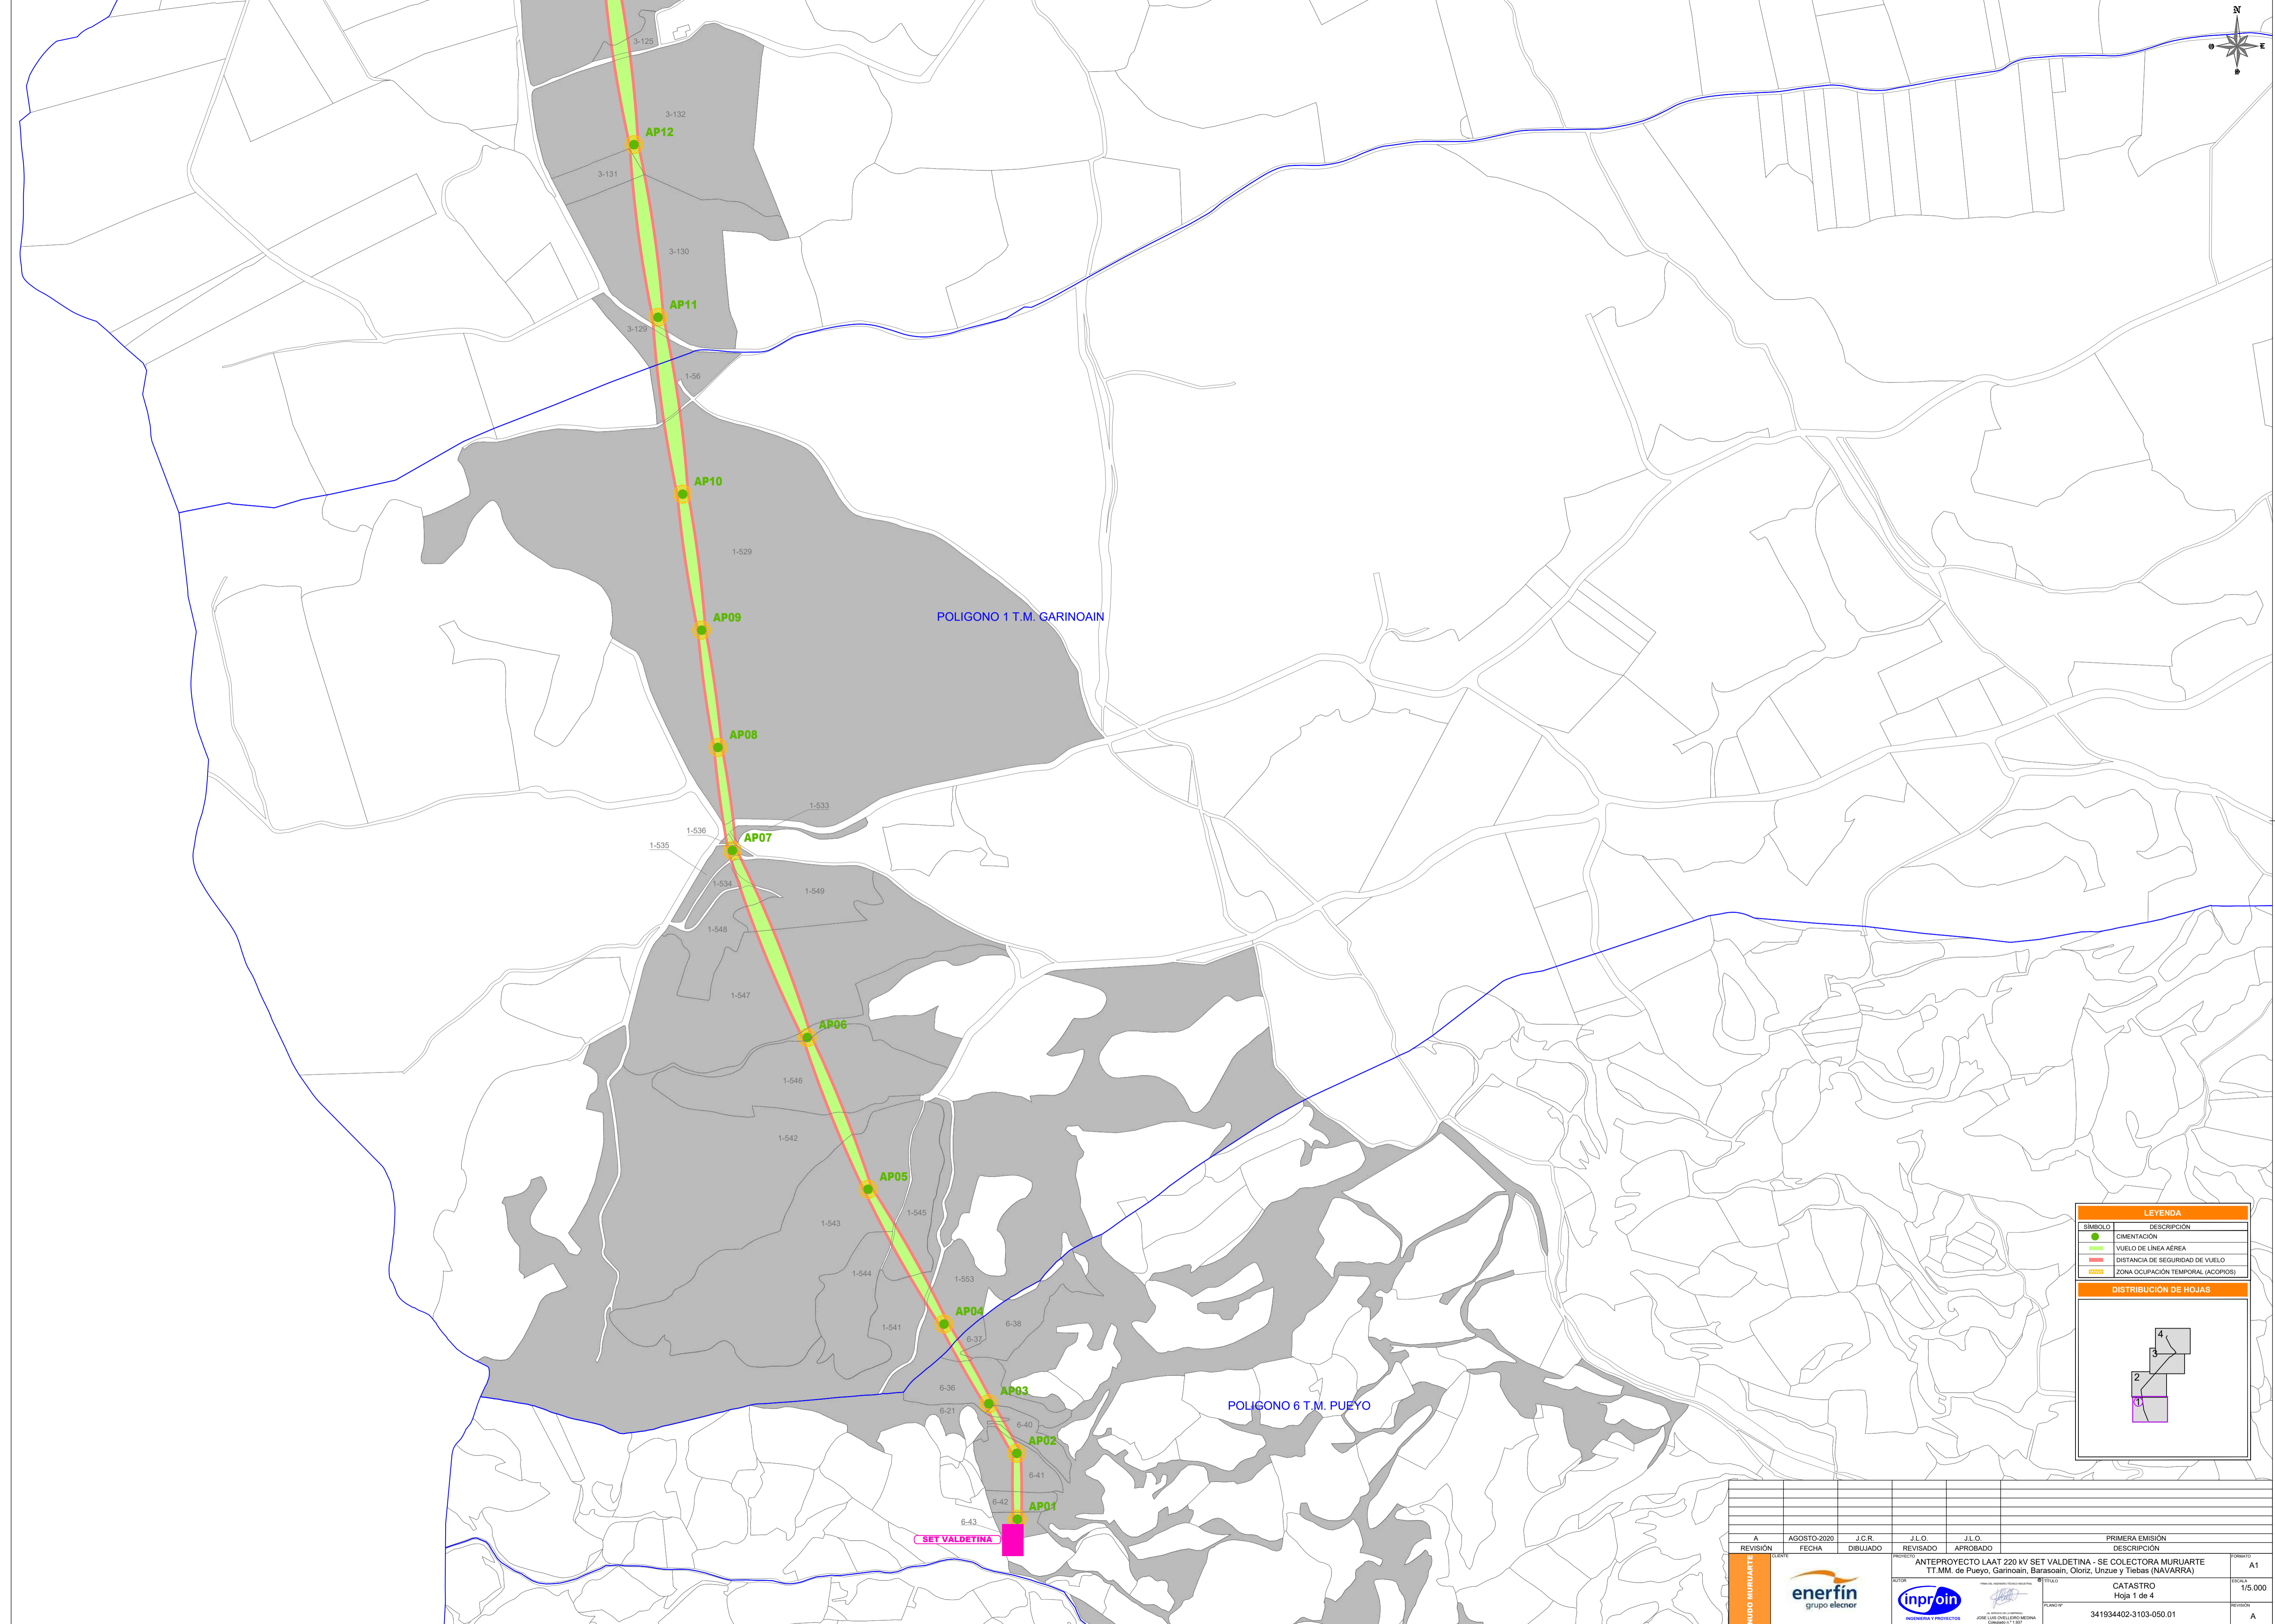 N
O
E
S
3-125
3-132
AP12
3-131
3-130
AP11
3-129
1-56
AP10
1-529
AP09
POLIGONO 1 T.M. GARINOAIN
AP08
1-533
1-536
AP07
1-535
1-534
1-549
1-548
1-547
AP06
1-546
1-542
AP05
1-545
1-543
1-544
1-553
AP04
6-38
1-541
6-37
6-36
AP03
6-21
POLIGONO 6 T.M. PUEYO
6-40
AP02
6-41
6-42
AP01
6-43
SET VALDETINA
LEYENDA
SÍMBOLO DESCRIPCIÓN
CIMENTACIÓN
VUELO DE LÍNEA AÉREA
DISTANCIA DE SEGURIDAD DE VUELO
ZONA OCUPACIÓN TEMPORAL (ACOPIOS)
DISTRIBUCIÓN DE HOJAS
4
3
2
1
A AGOSTO-2020 J.C.R. J.L.O. J.L.O. PRIMERA EMISIÓN
REVISIÓN FECHA DIBUJADO REVISADO APROBADO DESCRIPCIÓN
NUDO MURUARTE
CLIENTE
enerfín
grupo elecnor
PROYECTO
ANTEPROYECTO LAAT 220 kV SET VALDETINA - SE COLECTORA MURUARTE
TT.MM. de Pueyo, Garinoain, Barasoain, Oloriz, Unzue y Tiebas (NAVARRA)
FORMATO
A1
AUTOR
inproin
INGENIERIA Y PROYECTOS
JOSE LUIS OVELLEIRO MEDINA
Colegiado n.º 1.937
TÍTULO
CATASTRO
Hoja 1 de 4
ESCALA
1/5.000
PLANO Nº
341934402-3103-050.01
REVISIÓN
A